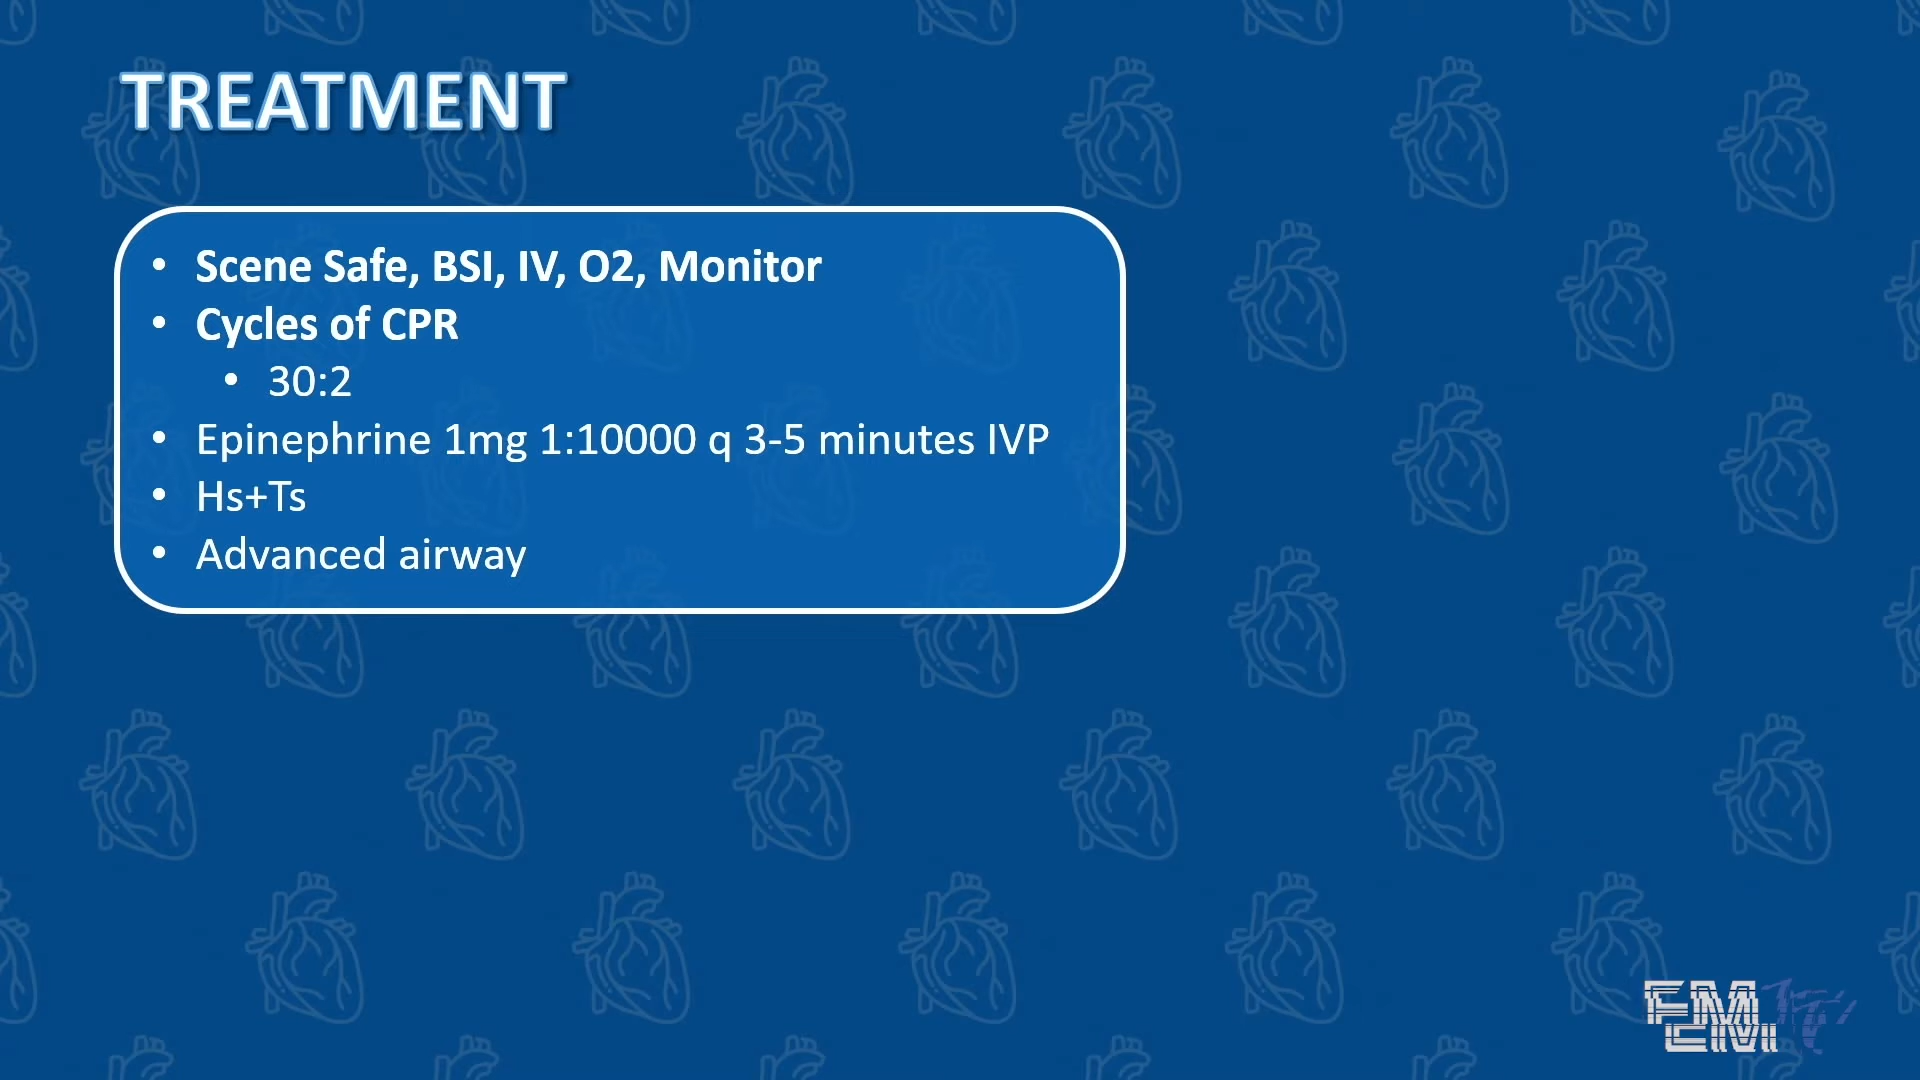 TREATMENT
• Scene Safe, BSI, IV, O2, Monitor
• Cycles of CPR
• 30:2
• Epinephrine 1mg 1:10000 q 3-5 minutes IVP
• Hs+Ts
• Advanced airway